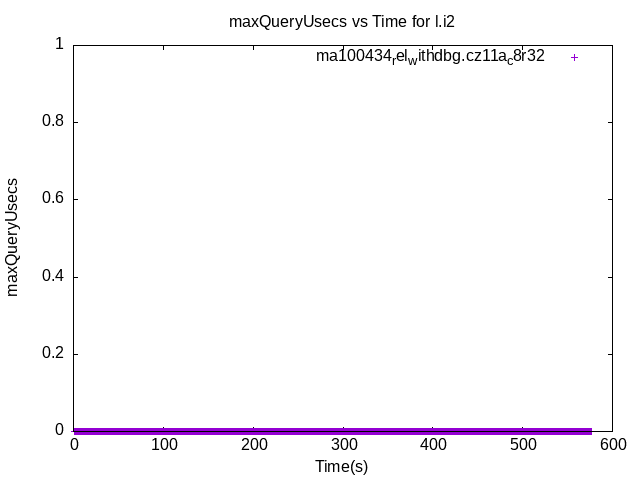 maxQueryUsecs vs Time for l.i2
ma100434_rel_withdbg.cz11a_c8r32
maxQueryUsecs
1
0.8
0.6
0.4
0.2
0
0 100 200 300 400 500 600
Time(s)